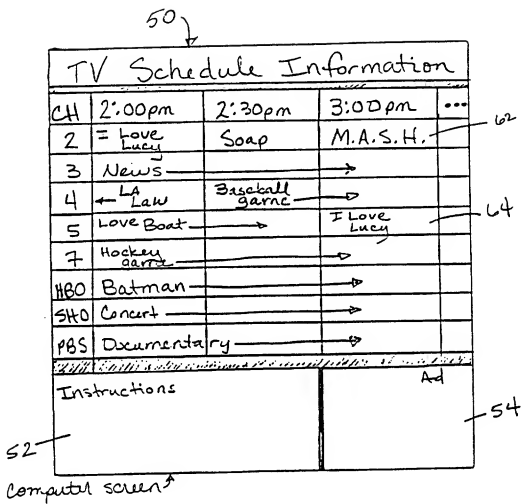 50
TV Schedule Information
CH 2:00pm 2:30pm 3:00pm ...
2 = Love Lucy Soap M.A.S.H. 62
3 News
4 LA Law Baseball game
5 Love Boat I Love Lucy 64
7 Hockey game
HBO Batman
SHO Concert
PBS Documentary
Instructions Ad
52 54
Computer screen